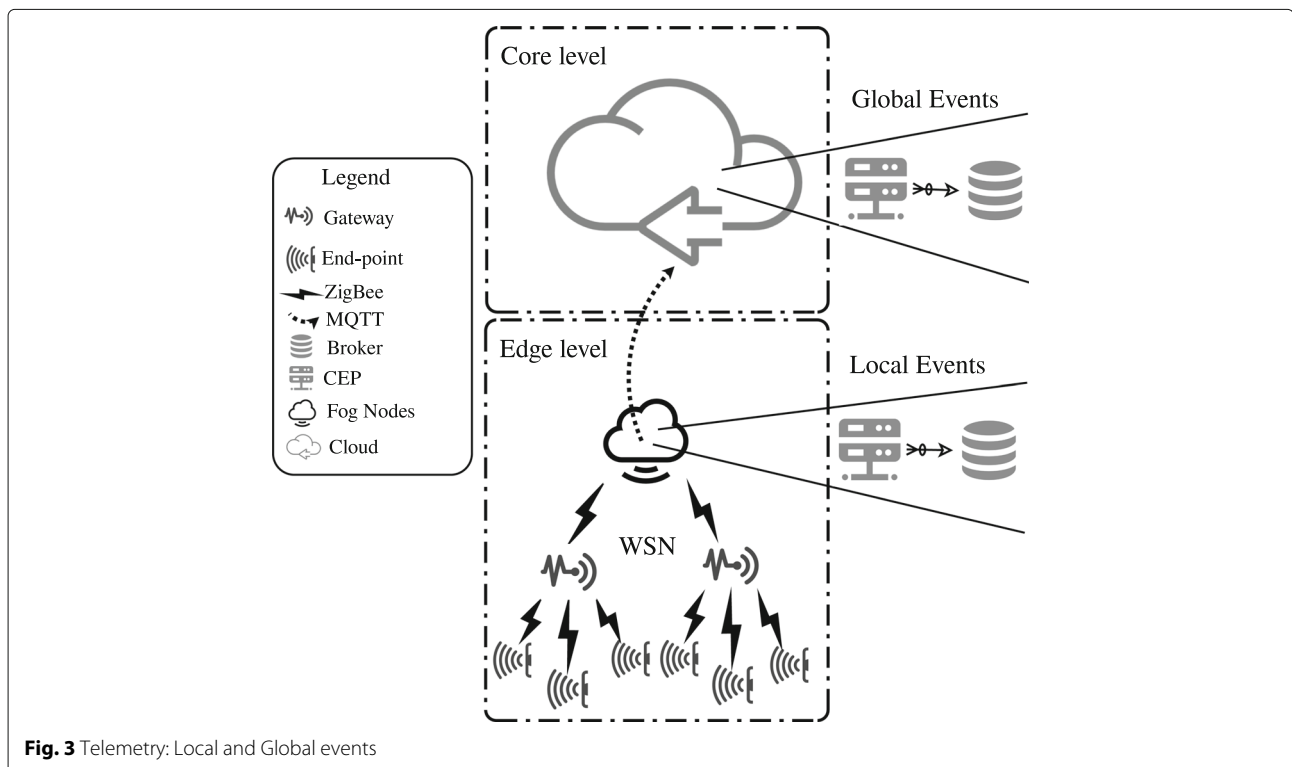 Core level
Global Events
Legend
Gateway
End-point
ZigBee
MQTT
Broker
CEP
Fog Nodes
Cloud
Edge level
Local Events
WSN
Fig. 3 Telemetry: Local and Global events